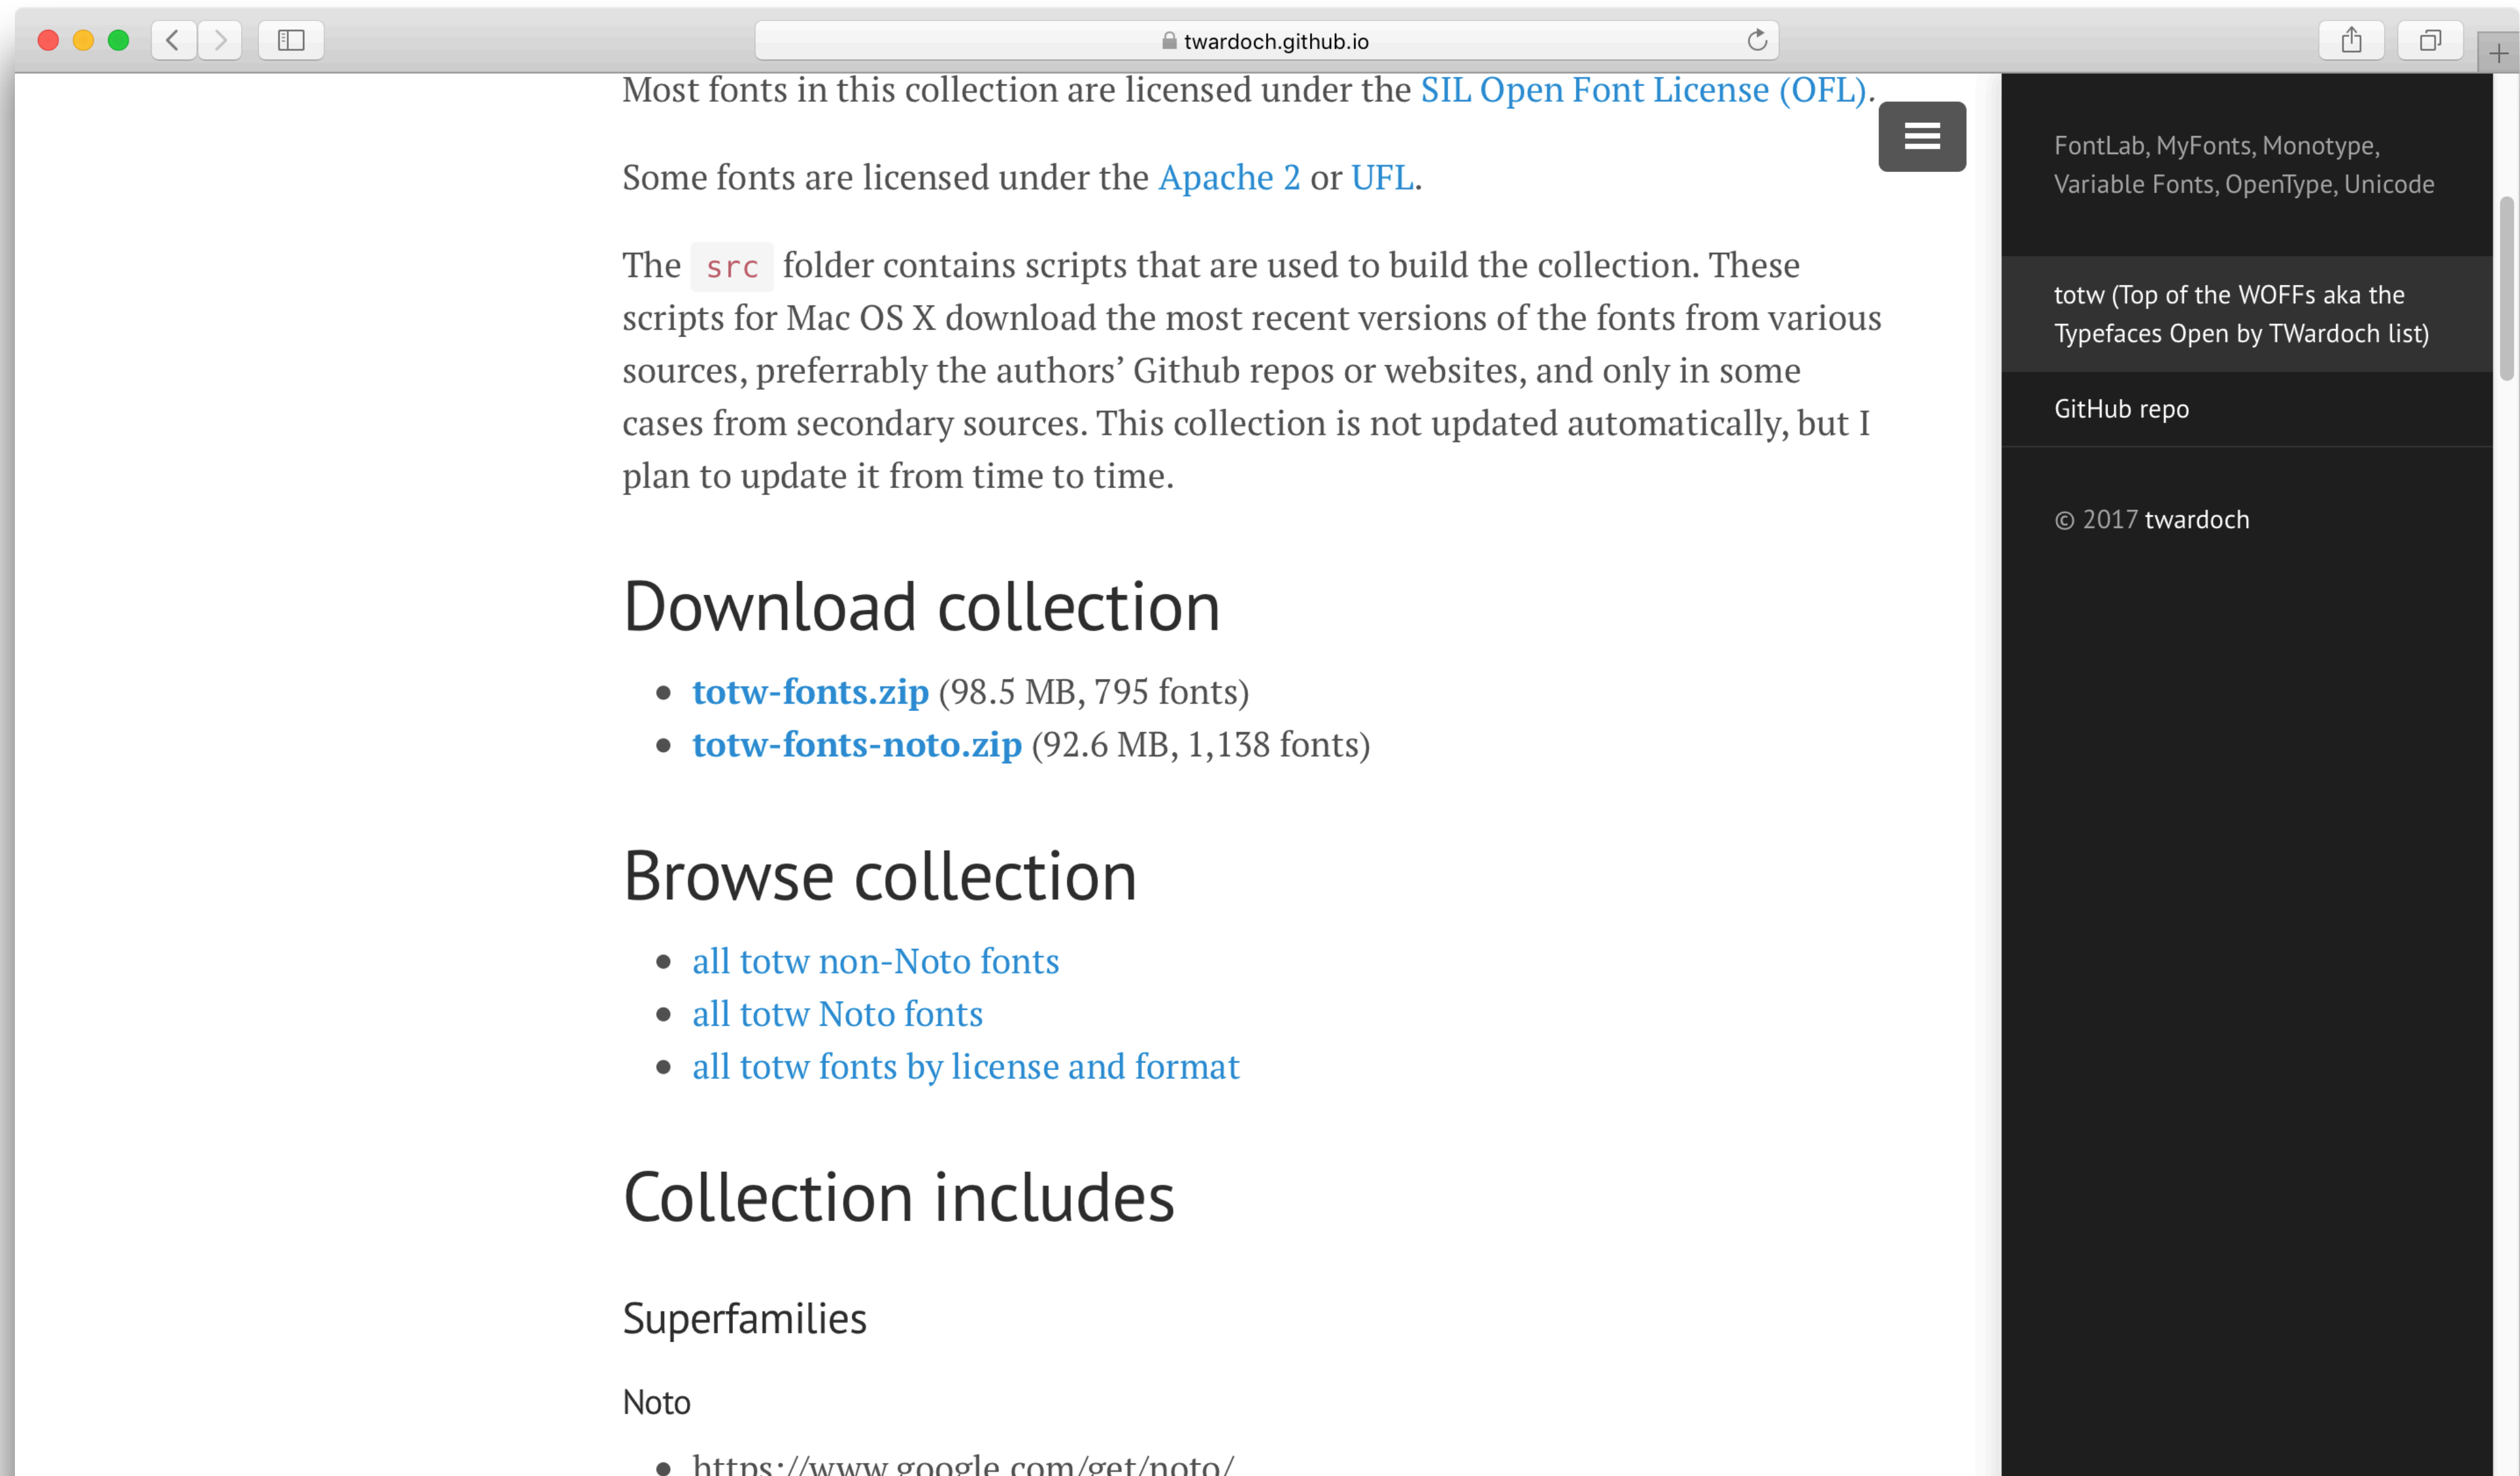 twardoch.github.io
Most fonts in this collection are licensed under the SIL Open Font License (OFL).
Some fonts are licensed under the Apache 2 or UFL.
The src folder contains scripts that are used to build the collection. These
scripts for Mac OS X download the most recent versions of the fonts from various
sources, preferrably the authors’ Github repos or websites, and only in some
cases from secondary sources. This collection is not updated automatically, but I
plan to update it from time to time.
Download collection
• totw-fonts.zip (98.5 MB, 795 fonts)
• totw-fonts-noto.zip (92.6 MB, 1,138 fonts)
Browse collection
• all totw non-Noto fonts
• all totw Noto fonts
• all totw fonts by license and format
Collection includes
Superfamilies
Noto
• https://www.google.com/get/noto/
FontLab, MyFonts, Monotype,
Variable Fonts, OpenType, Unicode
totw (Top of the WOFFs aka the
Typefaces Open by TWardoch list)
GitHub repo
© 2017 twardoch